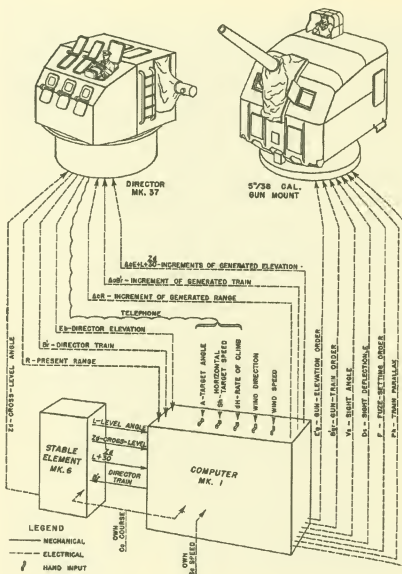 DIRECTOR
MK. 37
5"/38 CAL.
GUN MOUNT
INCREMENTS OF GENERATED ELEVATION
INCREMENT OF GENERATED TRAIN
INCREMENT OF GENERATED RANGE
TELEPHONE
Eb-DIRECTOR ELEVATION
B'r - DIRECTOR TRAIN
R-PRESENT RANGE
Zd-CROSS-LEVEL ANGLE
A-TARGET ANGLE
HORIZONTAL
Sh-TARGET SPEED
dH-RATE OF CLIMB
WIND DIRECTION
WIND SPEED
GUN-ELEVATION ORDER
GUN-TRAIN ORDER
Vs - SIGHT ANGLE
Ds - SIGHT DEFLECTION
F - FUZE-SETTING ORDER
TRAIN PARALLAX
STABLE
ELEMENT
MK.6
L-LEVEL ANGLE
Zd-CROSS-LEVEL
L+Zd/30
DIRECTOR
B'r TRAIN
COMPUTER
MK. 1
OWN
Co COURSE
OWN
So SPEED
LEGEND
MECHANICAL
ELECTRICAL
HAND INPUT